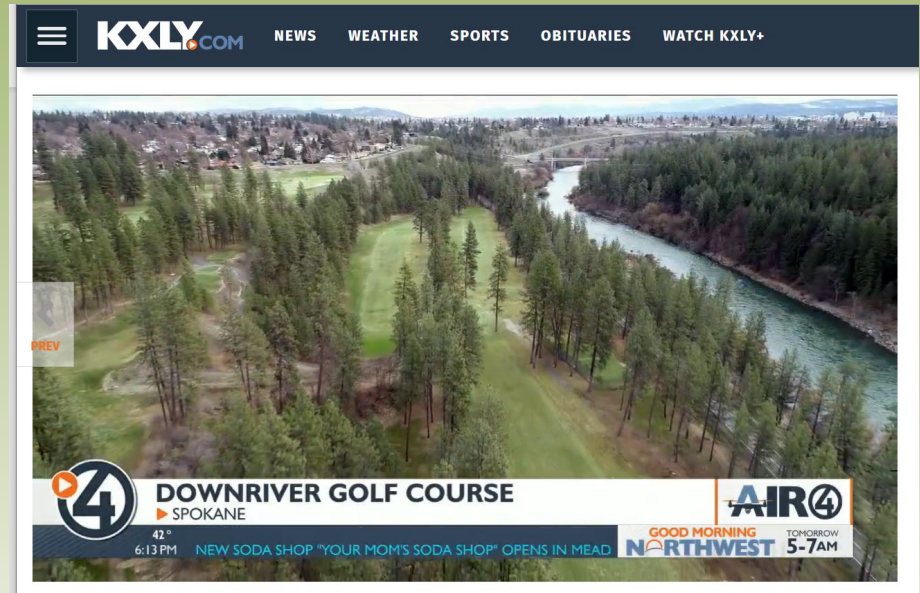 KXLY.COM NEWS WEATHER SPORTS OBITUARIES WATCH KXLY+
PREV
4 DOWNRIVER GOLF COURSE AIR4
SPOKANE
42° GOOD MORNING TOMORROW
6:13 PM NEW SODA SHOP "YOUR MOM'S SODA SHOP" OPENS IN MEAD NORTHWEST 5-7AM